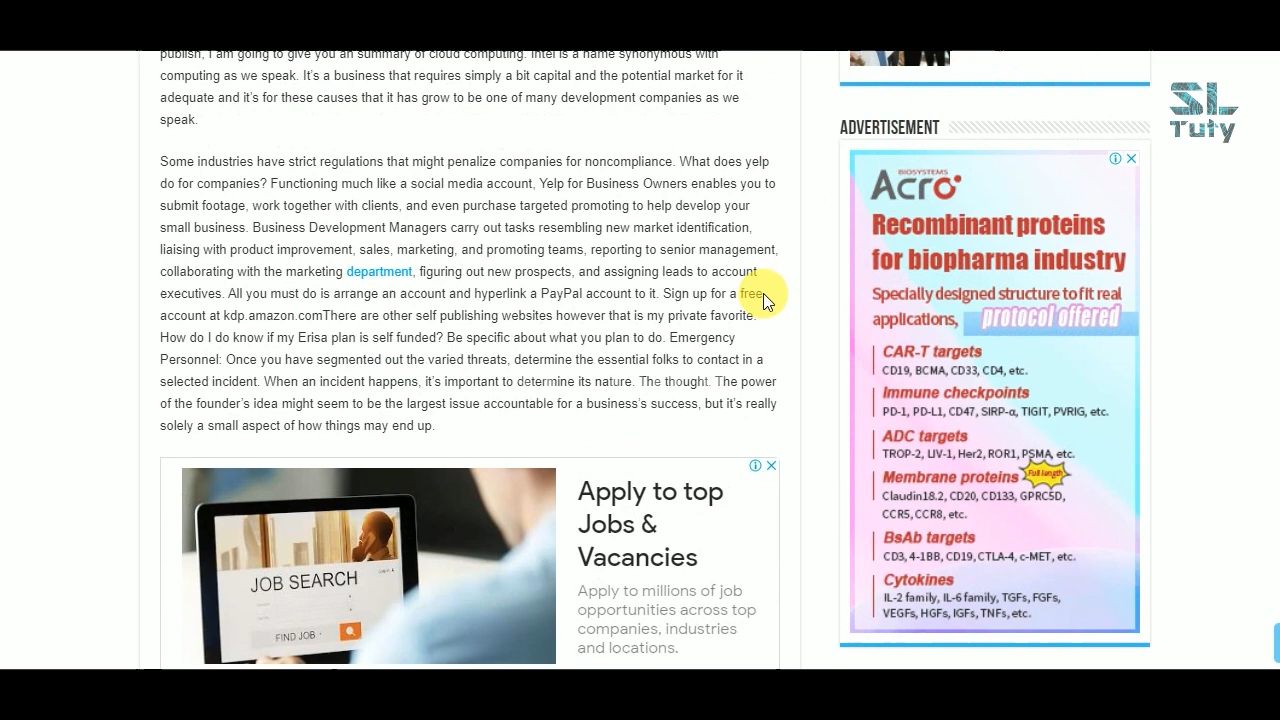 publish, I am going to give you an summary of cloud computing. Intel is a name synonymous with
computing as we speak. It’s a business that requires simply a bit capital and the potential market for it
adequate and it’s for these causes that it has grow to be one of many development companies as we
speak.
Some industries have strict regulations that might penalize companies for noncompliance. What does yelp
do for companies? Functioning much like a social media account, Yelp for Business Owners enables you to
submit footage, work together with clients, and even purchase targeted promoting to help develop your
small business. Business Development Managers carry out tasks resembling new market identification,
liaising with product improvement, sales, marketing, and promoting teams, reporting to senior management,
collaborating with the marketing department, figuring out new prospects, and assigning leads to account
executives. All you must do is arrange an account and hyperlink a PayPal account to it. Sign up for a free
account at kdp.amazon.comThere are other self publishing websites however that is my private favorite.
How do I do know if my Erisa plan is self funded? Be specific about what you plan to do. Emergency
Personnel: Once you have segmented out the varied threats, determine the essential folks to contact in a
selected incident. When an incident happens, it’s important to determine its nature. The thought. The power
of the founder’s idea might seem to be the largest issue accountable for a business’s success, but it’s really
solely a small aspect of how things may end up.
JOB SEARCH
Log in
FIND JOB
Apply to top
Jobs &
Vacancies
Apply to millions of job
opportunities across top
companies, industries
and locations.
SL
Tuty
ADVERTISEMENT
BIOSYSTEMS
Acro
Recombinant proteins
for biopharma industry
Specially designed structure to fit real
applications, protocol offered
CAR-T targets
CD19, BCMA, CD33, CD4, etc.
Immune checkpoints
PD-1, PD-L1, CD47, SIRP-α, TIGIT, PVRIG, etc.
ADC targets
TROP-2, LIV-1, Her2, ROR1, PSMA, etc.
Membrane proteins Full length
Claudin18.2, CD20, CD133, GPRC5D,
CCR5, CCR8, etc.
BsAb targets
CD3, 4-1BB, CD19, CTLA-4, c-MET, etc.
Cytokines
IL-2 family, IL-6 family, TGFs, FGFs,
VEGFs, HGFs, IGFs, TNFs, etc.